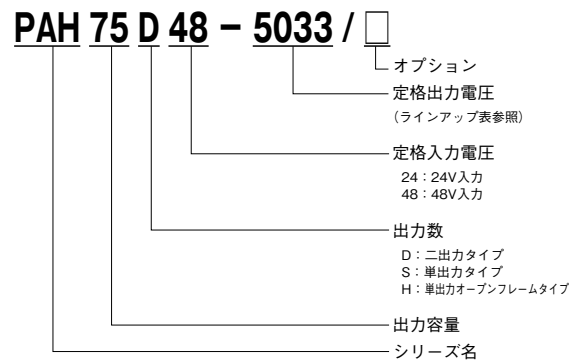 PAH 75 D 48 - 5033 / □
オプション
定格出力電圧
(ラインアップ表参照)
定格入力電圧
24：24V入力
48：48V入力
出力数
D：二出力タイプ
S：単出力タイプ
H：単出力オープンフレームタイプ
出力容量
シリーズ名